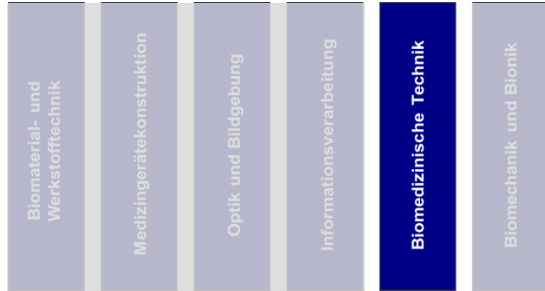 Biomaterial- und
Werkstofftechnik
Medizingerätekonstruktion
Optik und Bildgebung
Informationsverarbeitung
Biomedizinische Technik
Biomechanik und Bionik